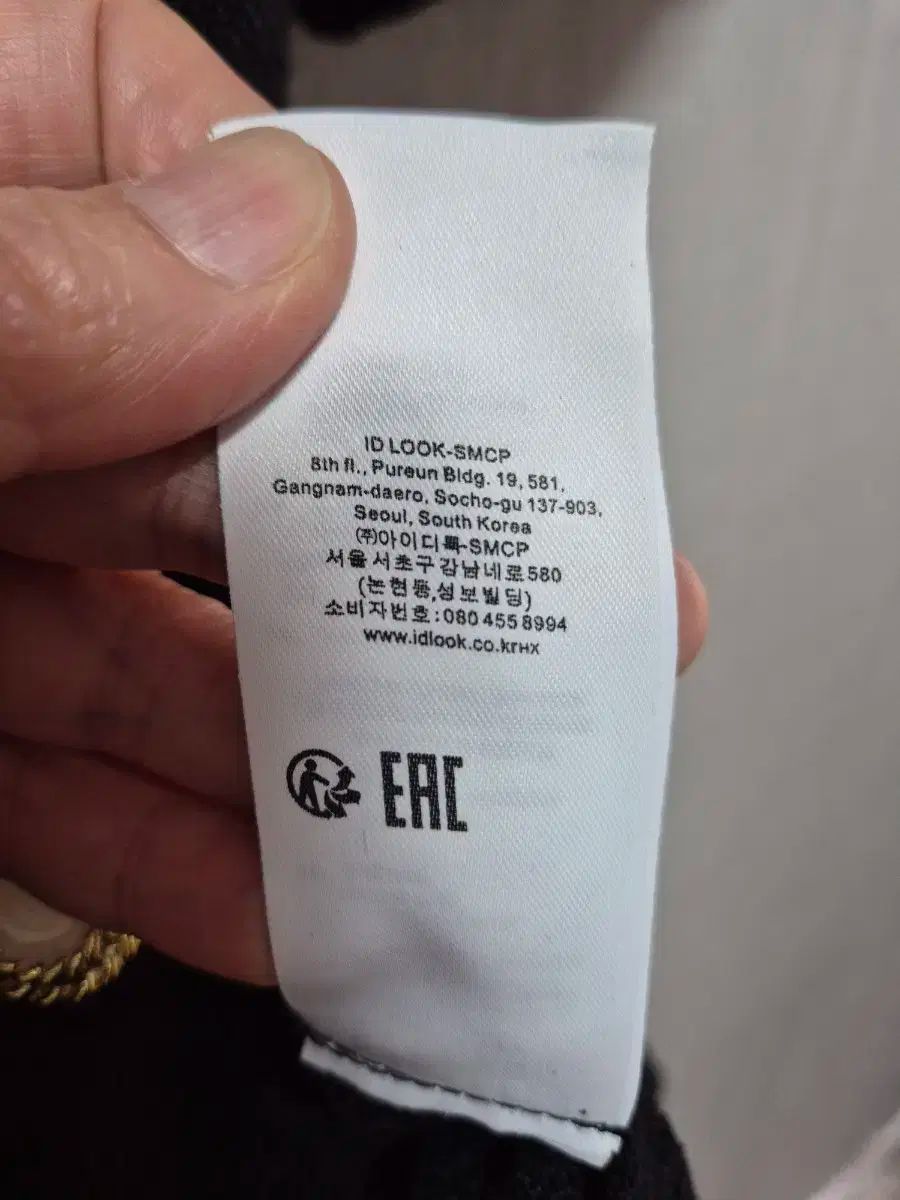 ID LOOK-SMCP
8th fl., Pureun Bldg. 19, 581,
Gangnam-daero, Socho-gu 137-903,
Seoul, South Korea
㈜아이디룩-SMCP
서울 서초구 강남네로 580
(논현동,성보빌딩)
소비자번호:080 455 8994
www.idlook.co.krHX
EAC